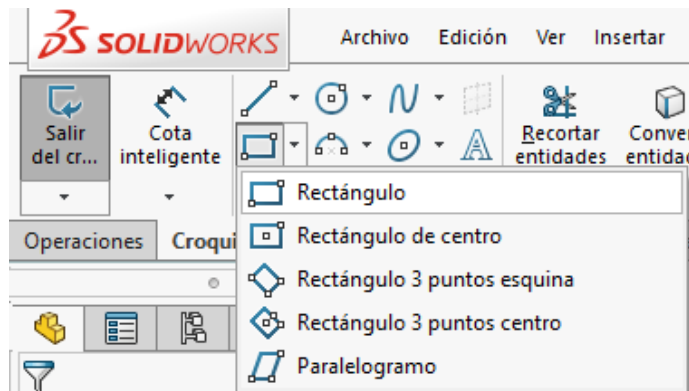 SOLIDWORKS
Archivo Edición Ver Insertar
Salir del cr...
Cota inteligente
Recortar entidades
Operaciones
Rectángulo
Rectángulo de centro
Rectángulo 3 puntos esquina
Rectángulo 3 puntos centro
Paralelogramo